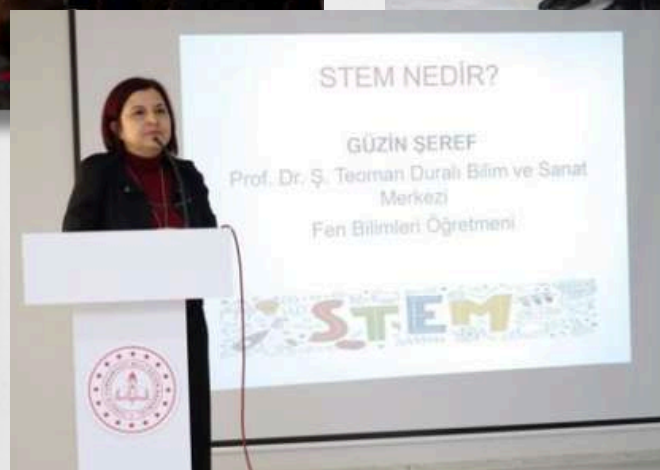 STEM NEDİR?
GÜZİN ŞEREF
Prof. Dr. Ş. Teoman Duralı Bilim ve Sanat
Merkezi
Fen Bilimleri Öğretmeni
STEM